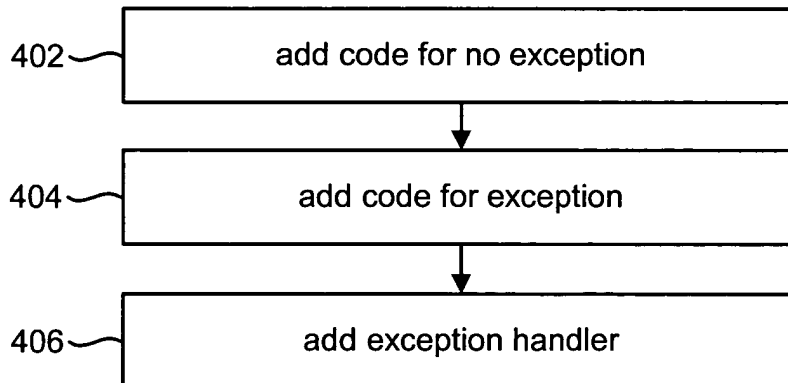 402 add code for no exception
404 add code for exception
406 add exception handler